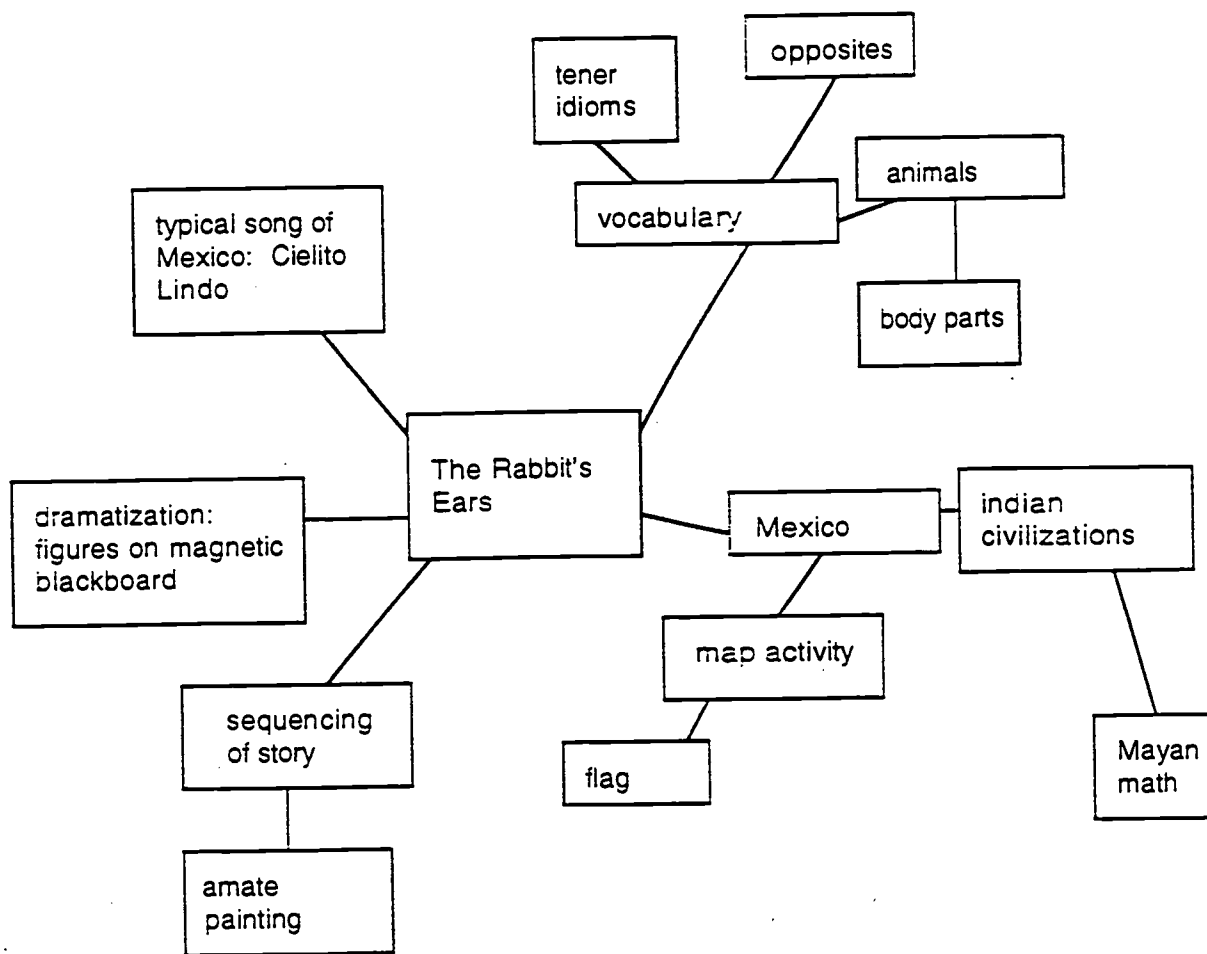 opposites
tener
idioms
animals
vocabulary
typical song of
Mexico: Cielito
Lindo
body parts
The Rabbit's
Ears
indian
civilizations
dramatization:
figures on magnetic
blackboard
Mexico
map activity
sequencing
of story
flag
Mayan
math
amate
painting